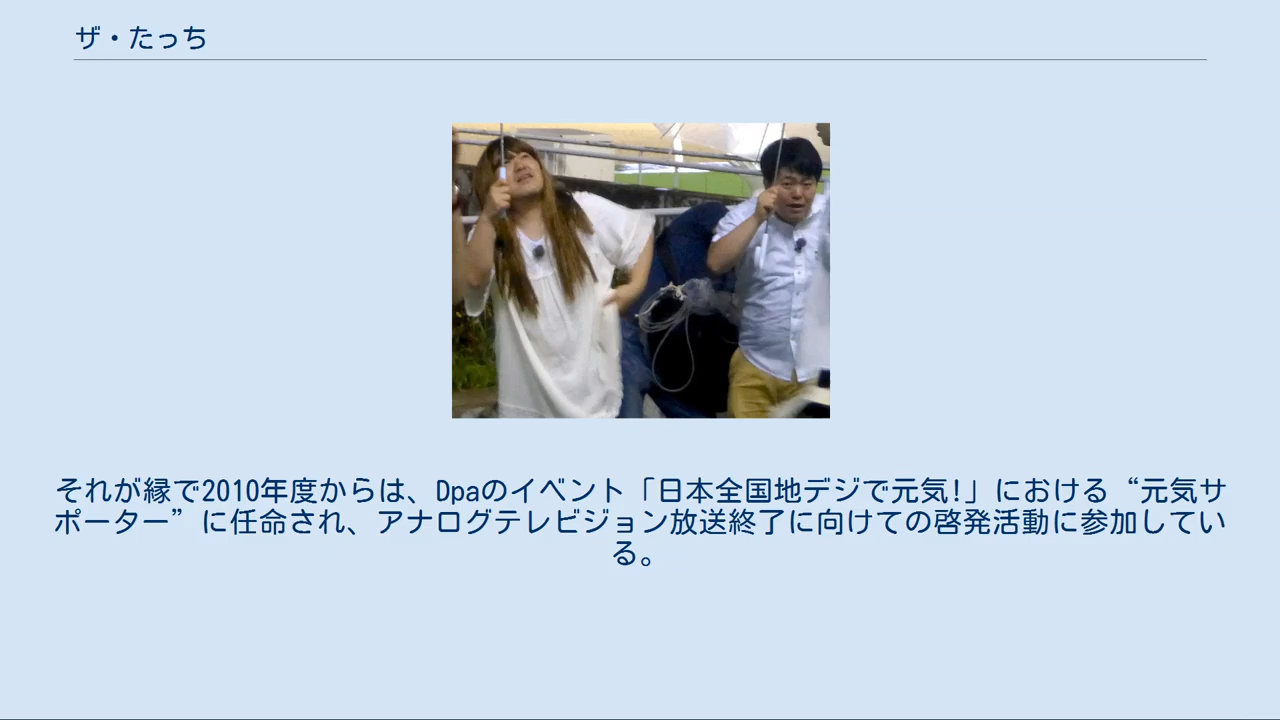 ザ・たっち
それが縁で2010年度からは、Dpaのイベント「日本全国地デジで元気!」における“元気サ
ポーター”に任命され、アナログテレビジョン放送終了に向けての啓発活動に参加してい
る。